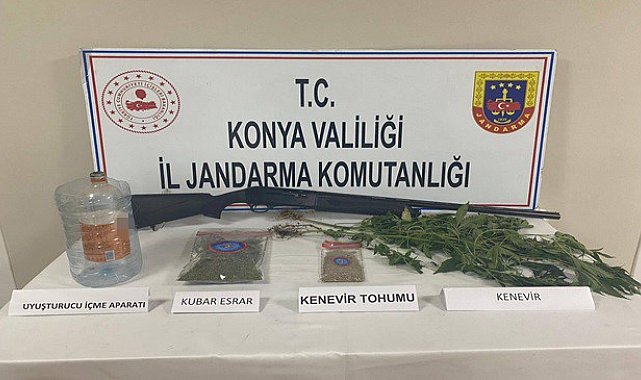 T.C.
KONYA VALİLİĞİ
İL JANDARMA KOMUTANLIĞI
JANDARMA
UYUŞTURUCU İÇME APARATI
KUBAR ESRAR
KENEVİR TOHUMU
KENEVİR